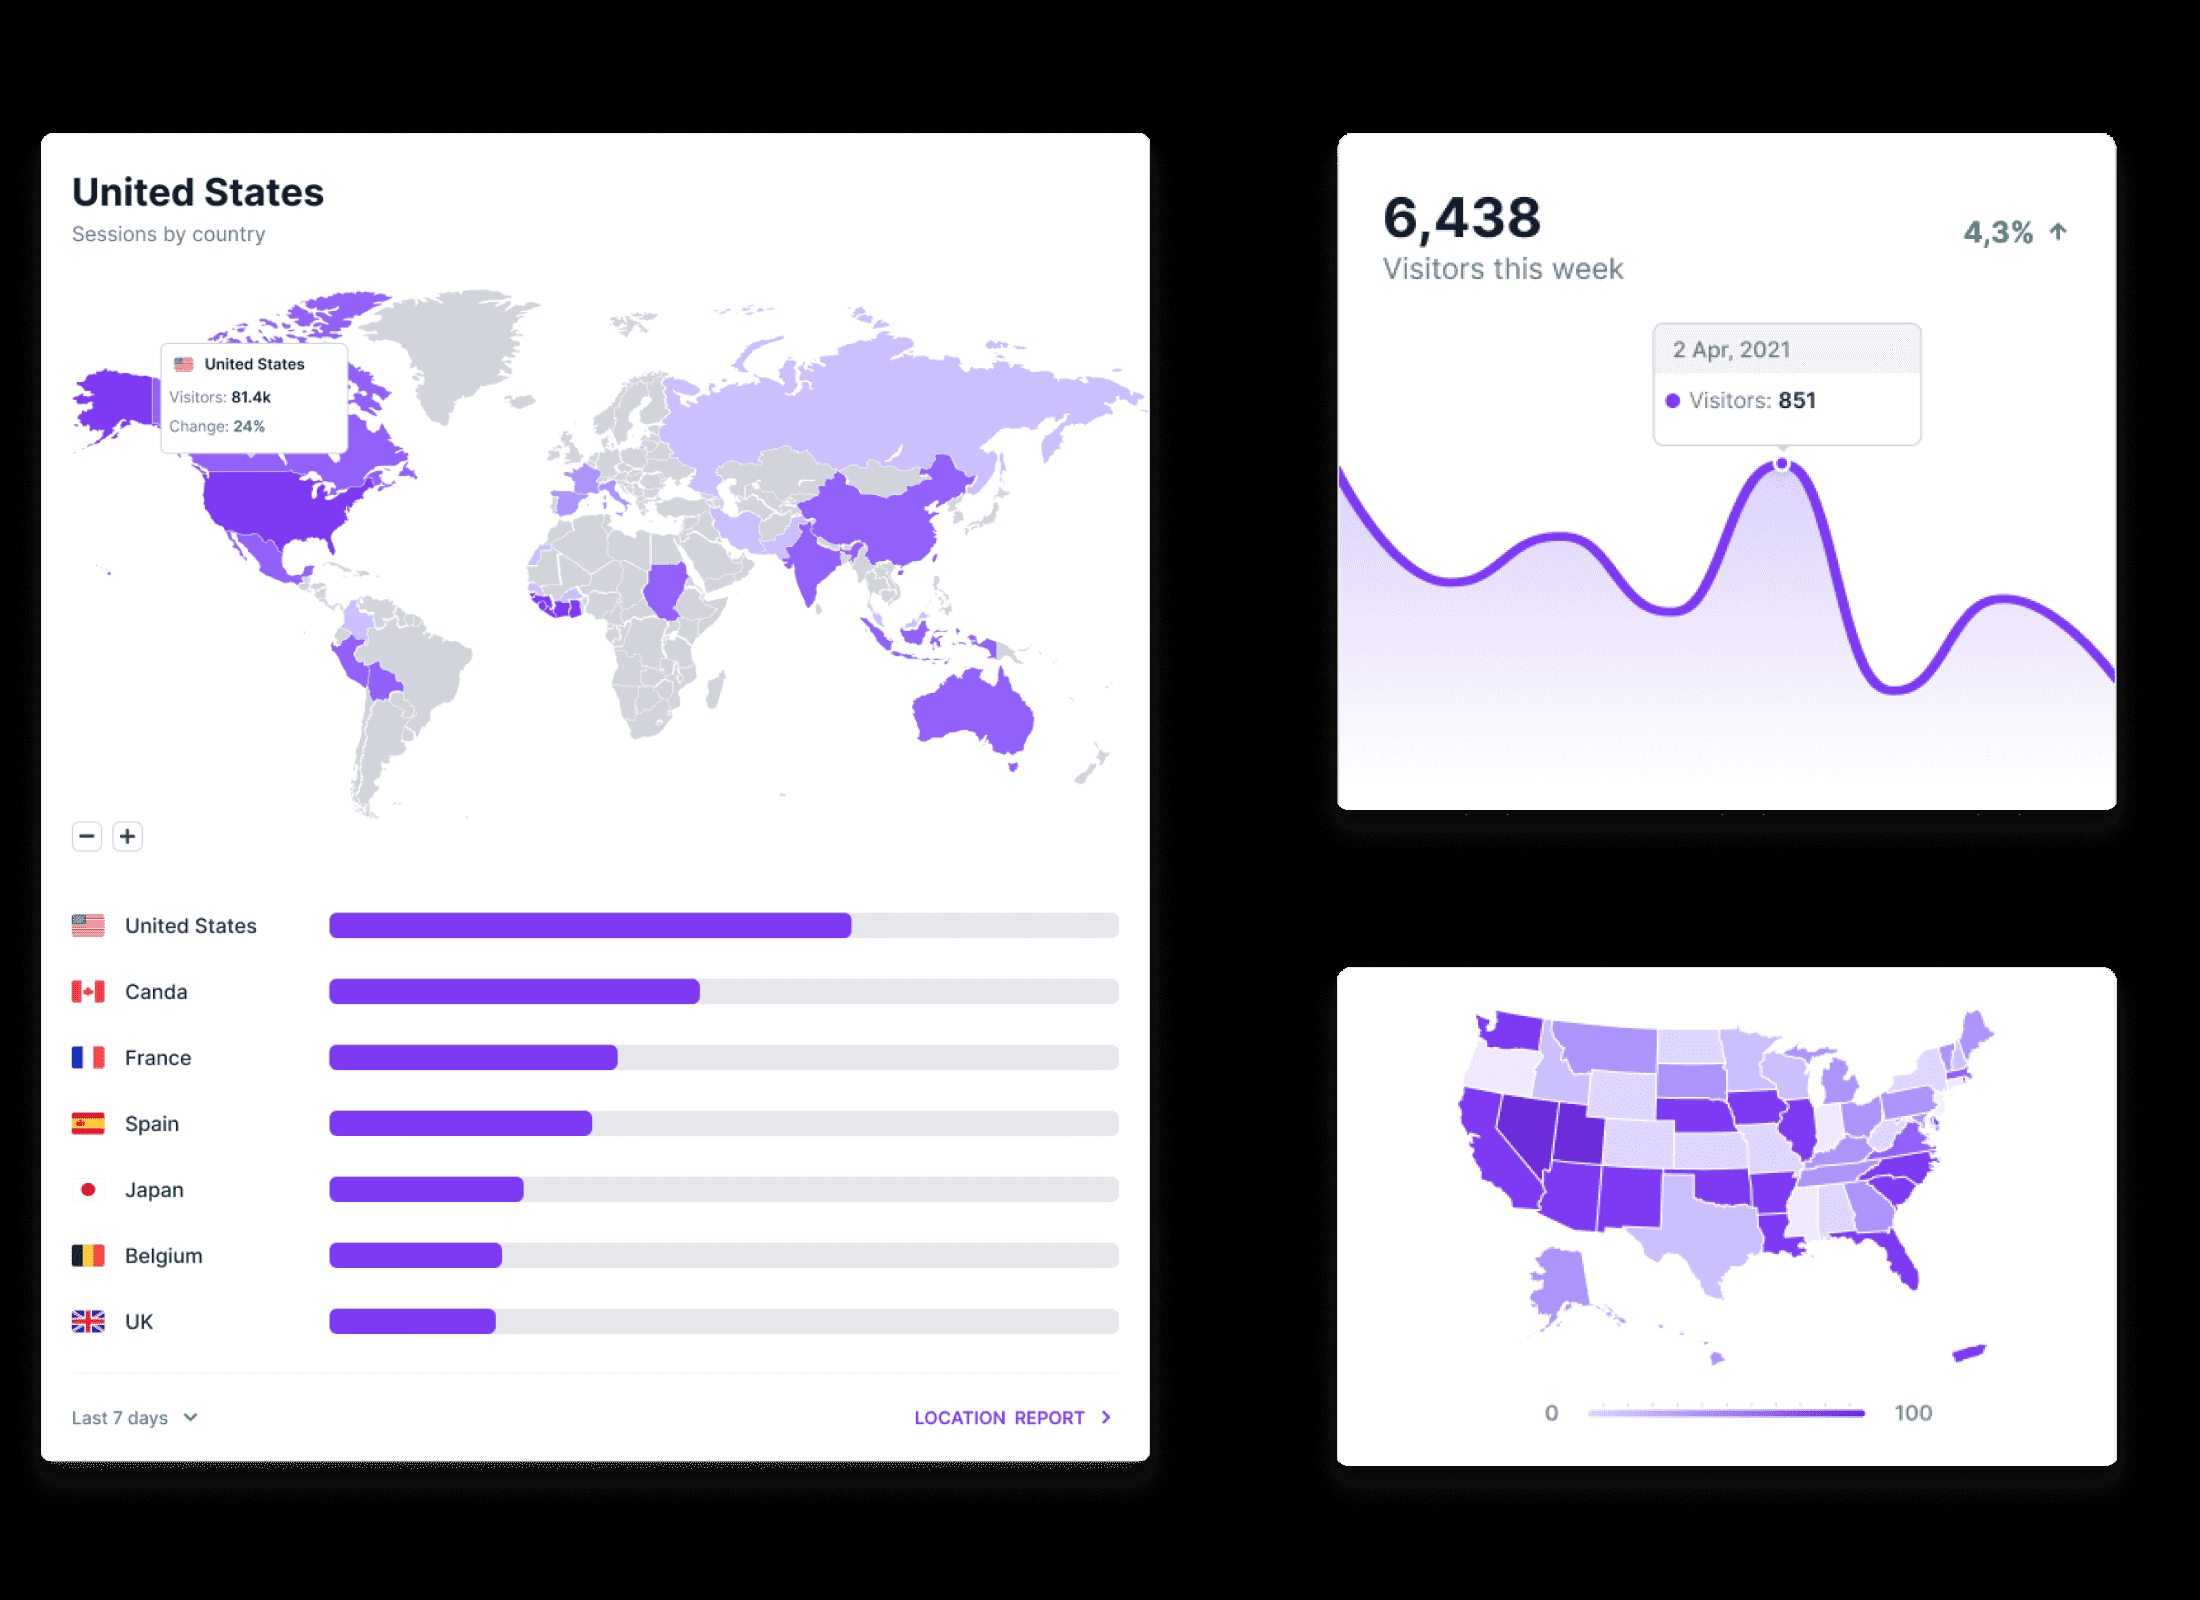 United States
Sessions by country
United States
Visitors: 81.4k
Change: 24%
United States
Canda
France
Spain
Japan
Belgium
UK
Last 7 days
LOCATION REPORT
6,438
4,3%
Visitors this week
2 Apr, 2021
Visitors: 851
0
100